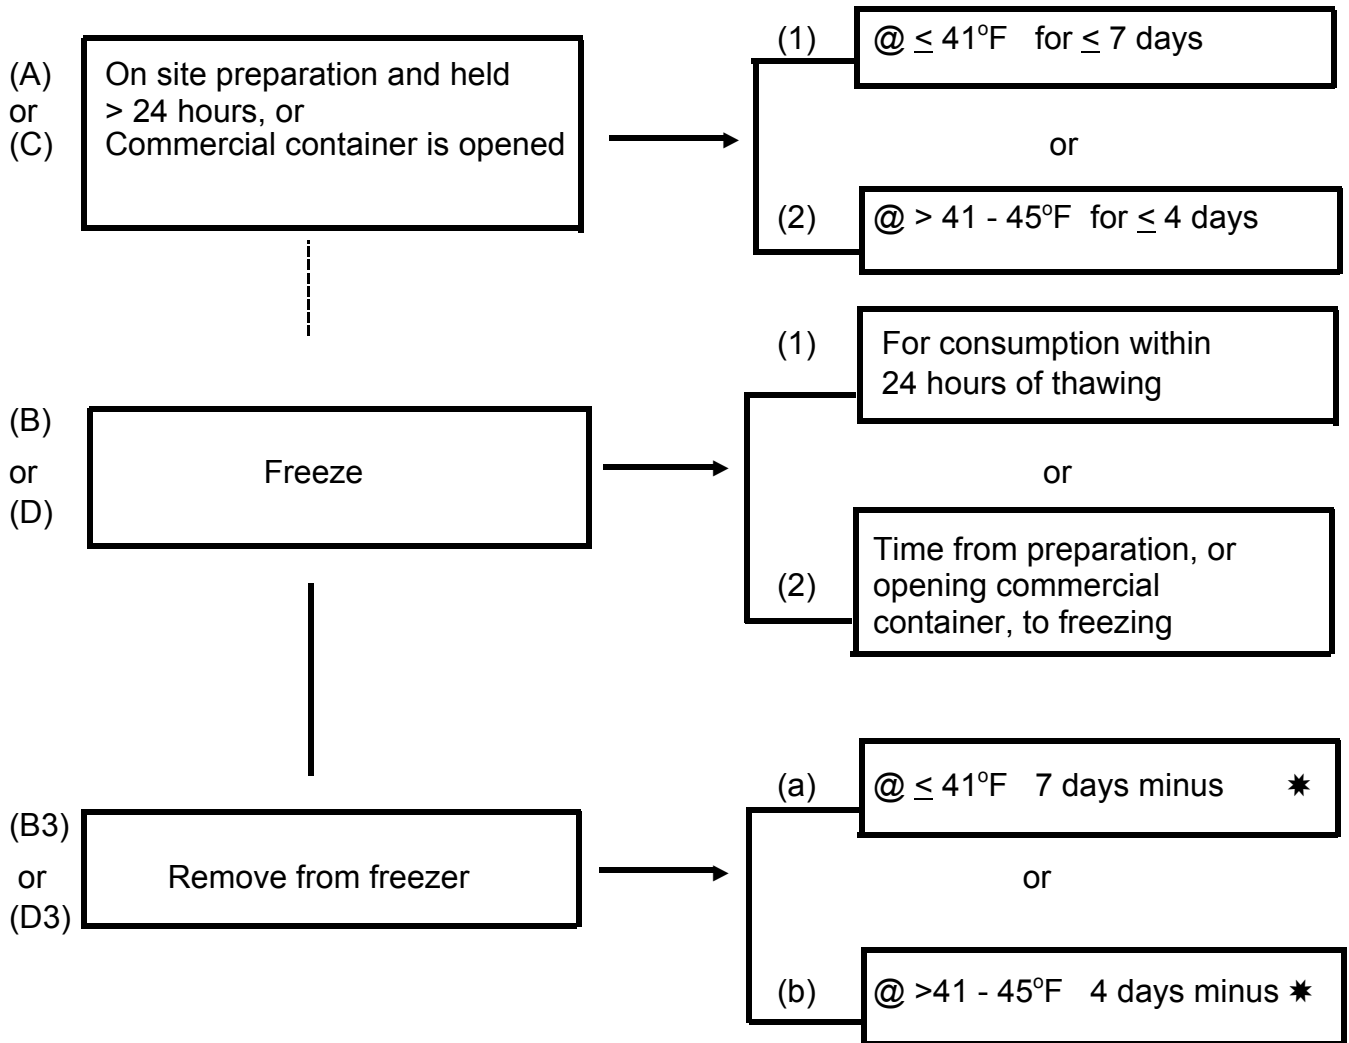 (A)
or
(C)
On site preparation and held
> 24 hours, or
Commercial container is opened
(1)
@ ≤ 41°F for ≤ 7 days
or
(2)
@ > 41 - 45°F for ≤ 4 days
(B)
or
(D)
Freeze
(1)
For consumption within
24 hours of thawing
or
(2)
Time from preparation, or
opening commercial
container, to freezing
(B3)
or
(D3)
Remove from freezer
(a)
@ ≤ 41°F 7 days minus ✷
or
(b)
@ >41 - 45°F 4 days minus ✷